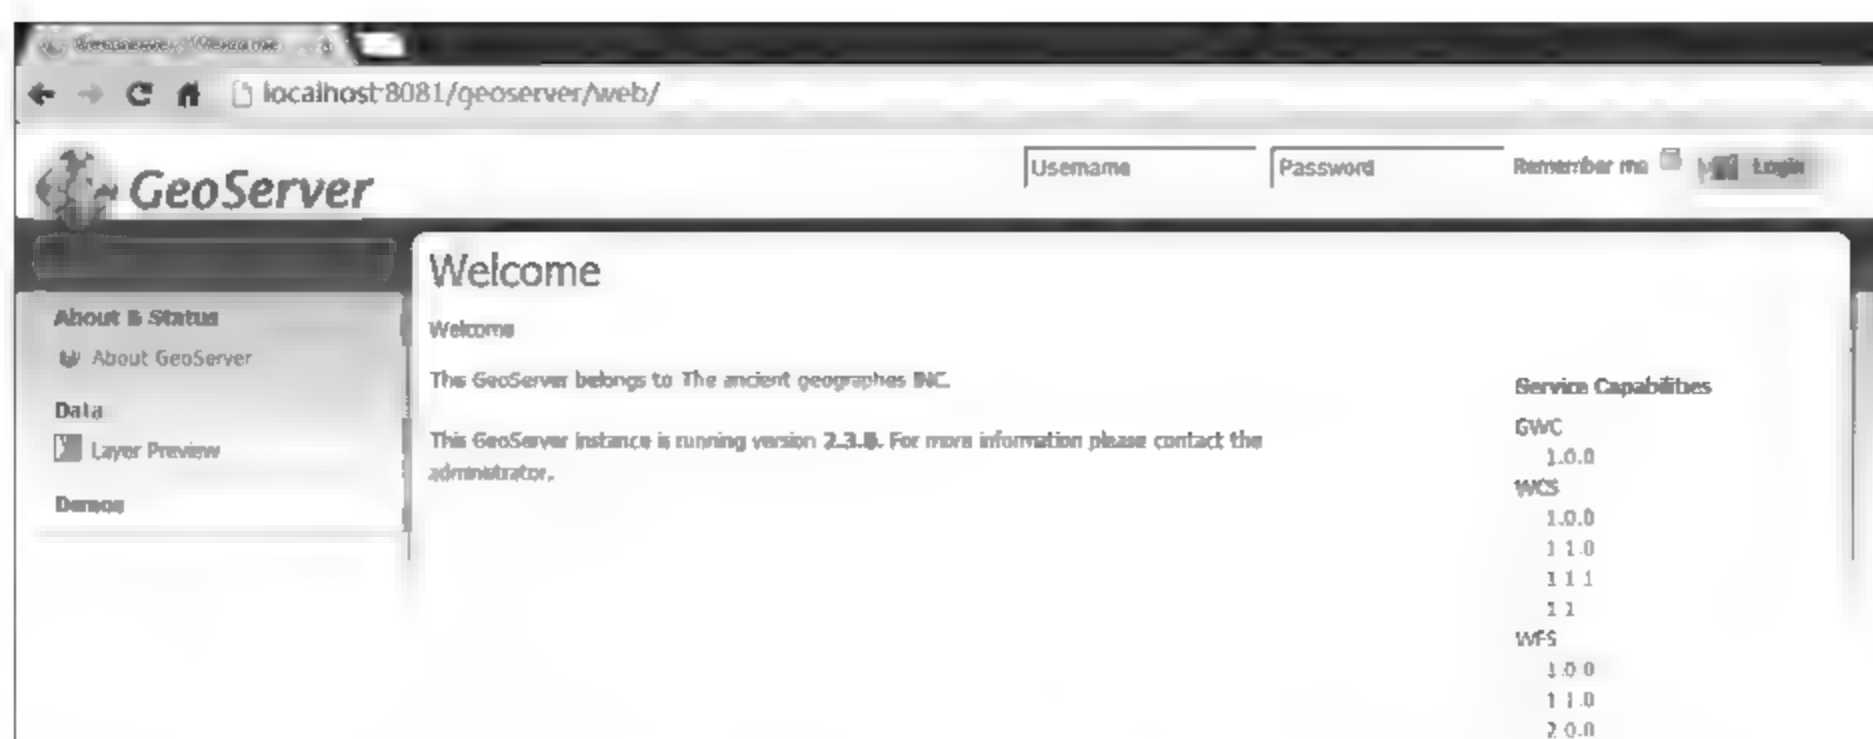 GeoServer: Welcome
localhost:8081/geoserver/web/
GeoServer
Username
Password
Remember me
Login
Welcome
About & Status
About GeoServer
Data
Layer Preview
Demos
Welcome
This GeoServer belongs to The ancient geographes INC.
This GeoServer instance is running version 2.3.0. For more information please contact the
administrator.
Service Capabilities
GWC
1.0.0
WCS
1.0.0
1.1.0
1.1.1
1.1
WFS
1.0.0
1.1.0
2.0.0